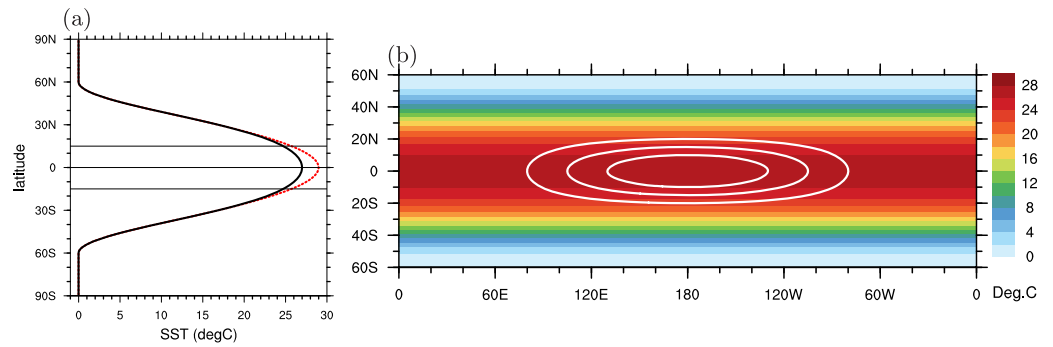 (a)
90N
60N
30N
0
30S
60S
90S
latitude
0 5 10 15 20 25 30
SST (degC)
(b)
60N
40N
20N
0
20S
40S
60S
0 60E 120E 180 120W 60W 0
28
24
20
16
12
8
4
0
Deg.C